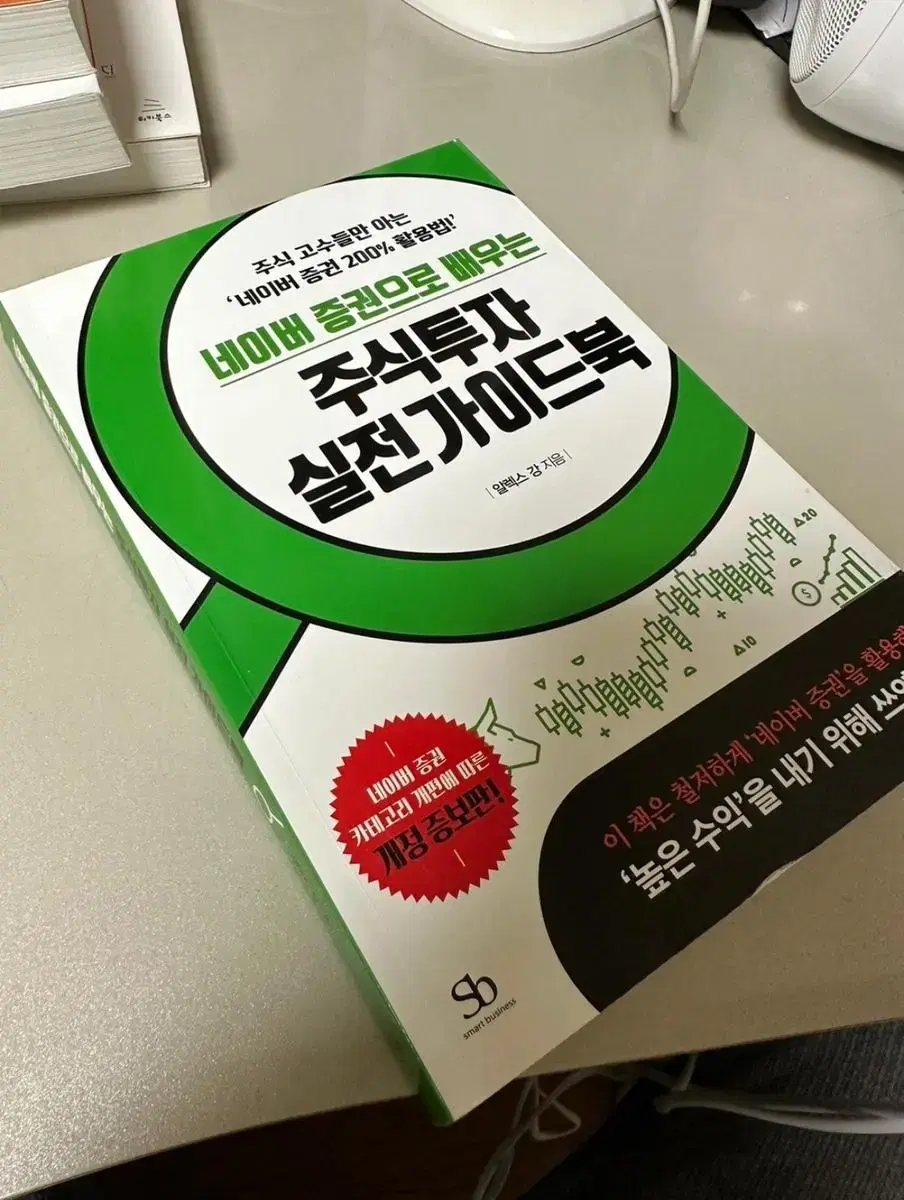 주식 고수들만 아는
‘네이버 증권 200% 활용법!’
네이버 증권으로 배우는
주식투자
실전 가이드북
| 알렉스 강 지음 |
▲20
$
▲10
네이버 증권
카테고리 개편에 따른
개정 증보판!
이 책은 철저하게 '네이버 증권'을
‘높은 수익’을 내기 위해
Sb
smart business